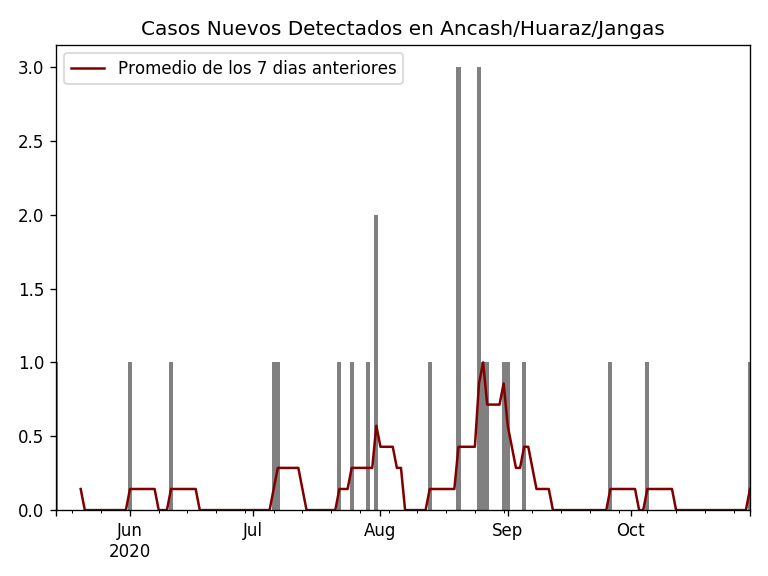 Casos Nuevos Detectados en Ancash/Huaraz/Jangas
Promedio de los 7 dias anteriores
3.0
2.5
2.0
1.5
1.0
0.5
0.0
Jun Jul Aug Sep Oct
2020